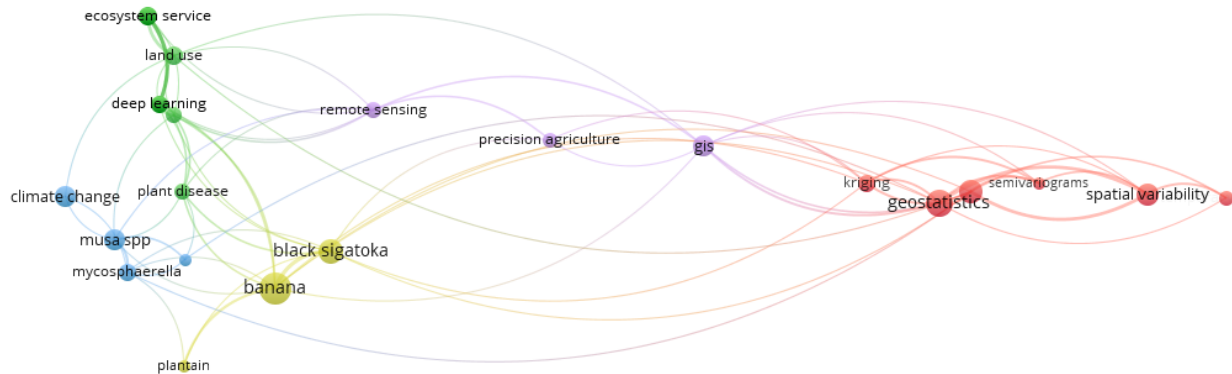 ecosystem service
land use
deep learning
remote sensing
precision agriculture
gis
plant disease
climate change
kriging
semivariograms
geostatistics
spatial variability
musa spp
black sigatoka
mycosphaerella
banana
plantain